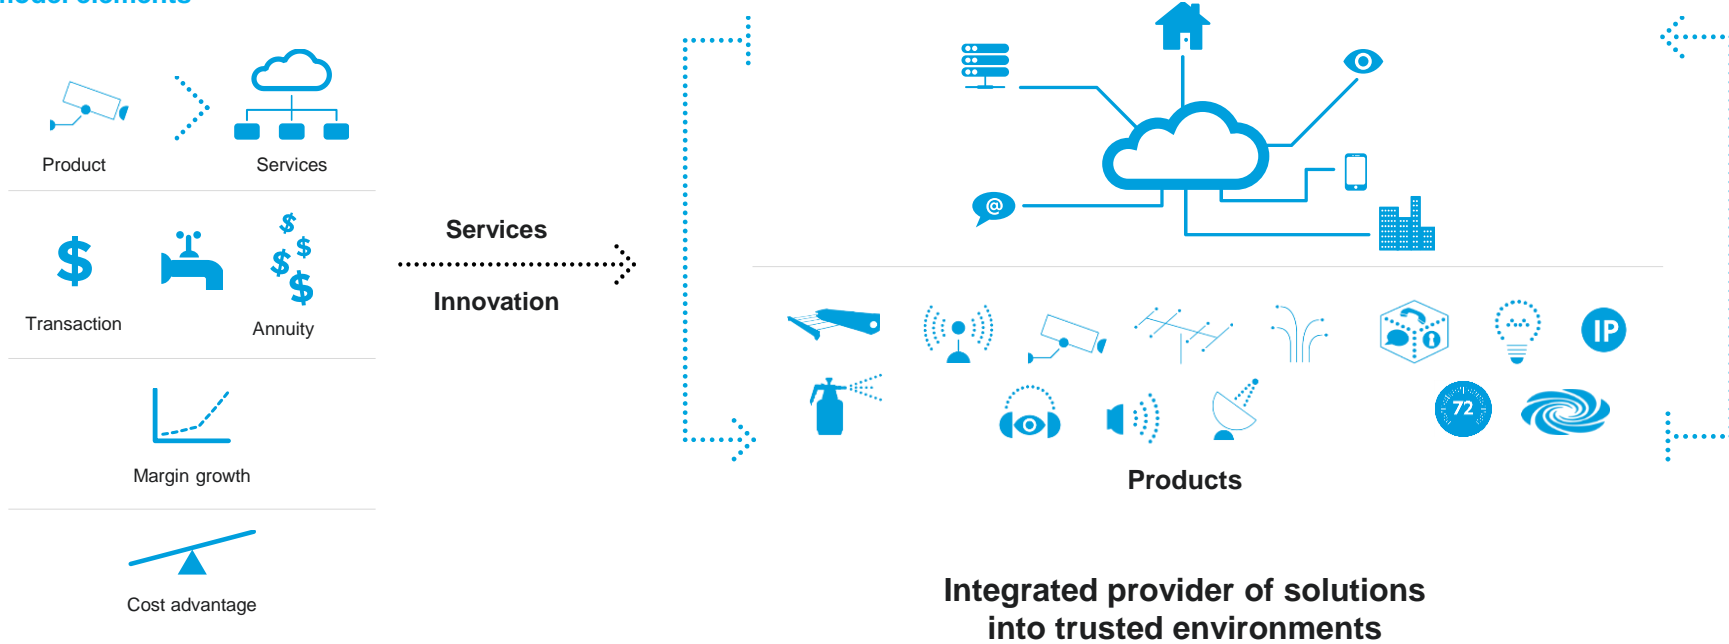 elements
Product
Services
$
$
$
$
$
Transaction
Annuity
Margin growth
Cost advantage
Services
Innovation
@
IP
72
Products
Integrated provider of solutions
into trusted environments